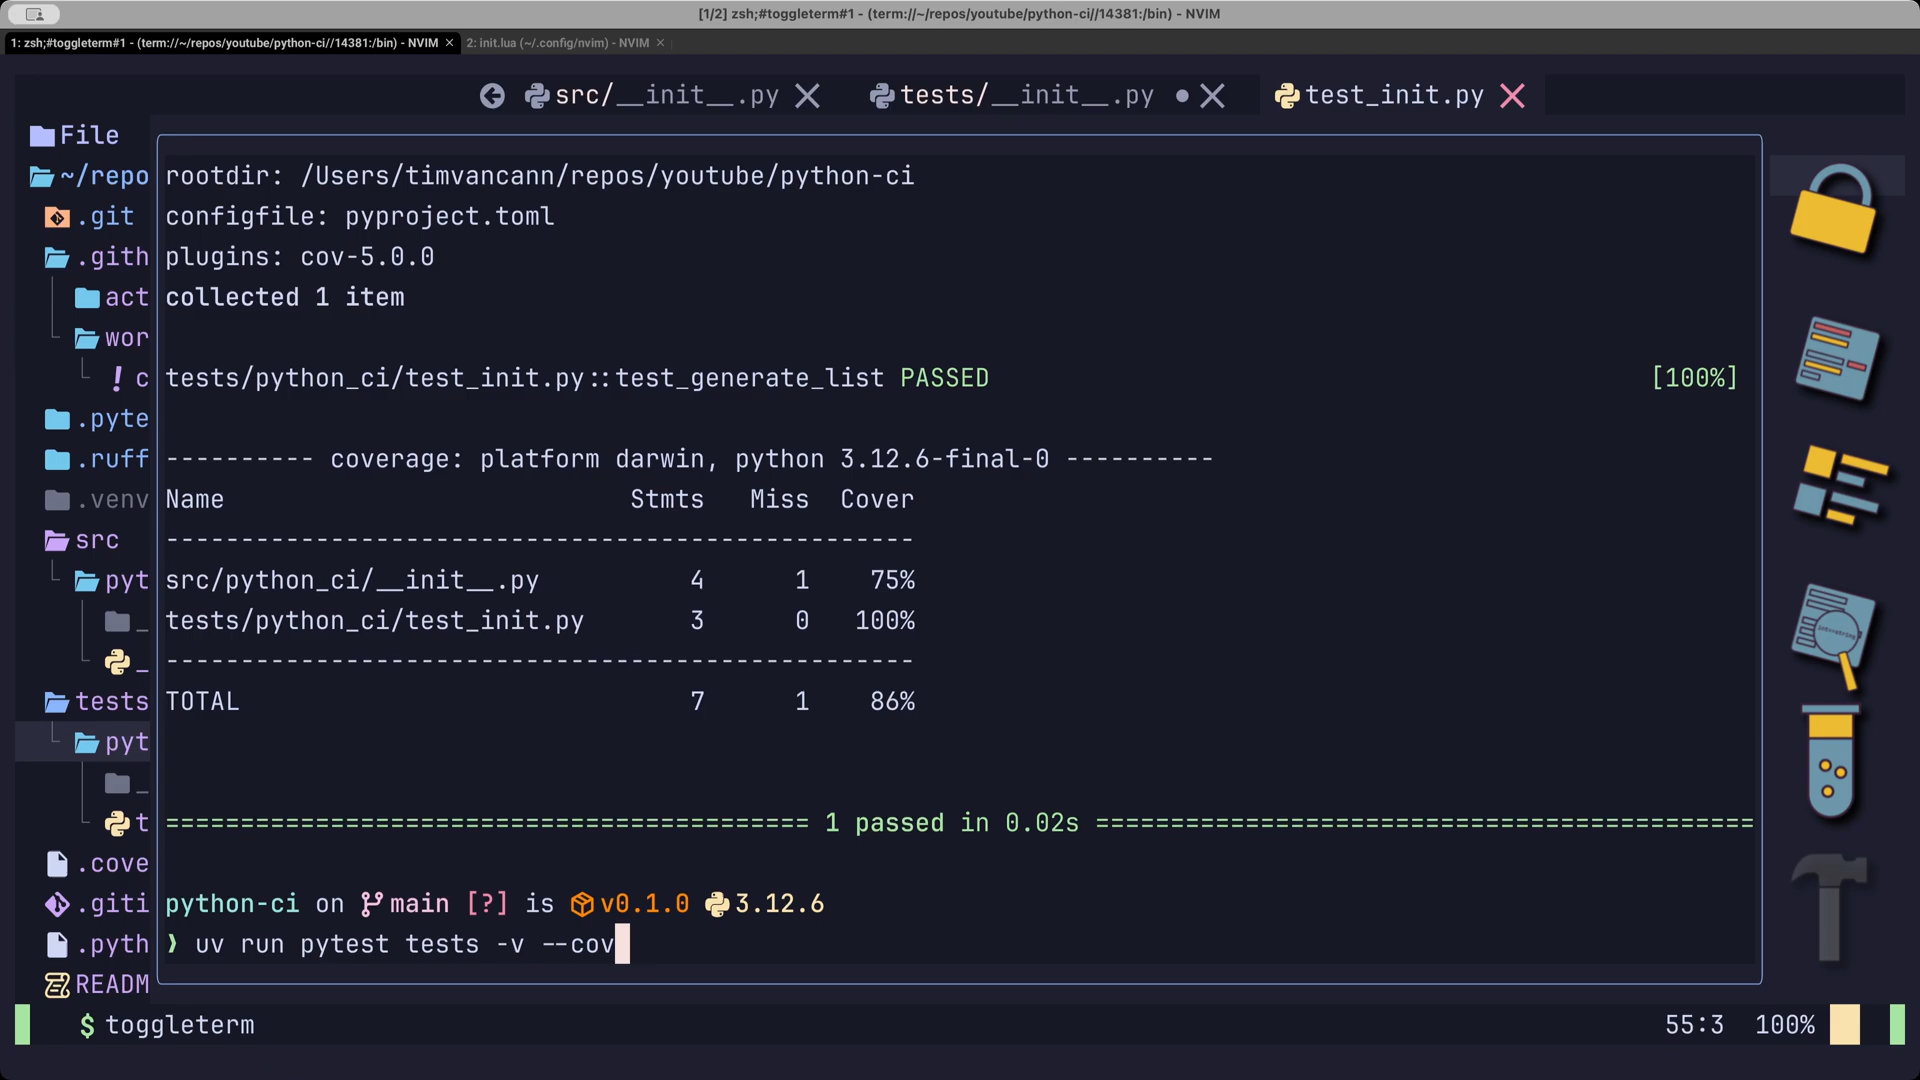 [1/2] zsh;#toggleterm#1 - (term://~/repos/youtube/python-ci//14381:/bin) - NVIM
1: zsh;#toggleterm#1 - (term://~/repos/youtube/python-ci//14381:/bin) - NVIM × 2: init.lua (~/.config/nvim) - NVIM ×
src/__init__.py tests/__init__.py ● test_init.py
File
~/repo rootdir: /Users/timvancann/repos/youtube/python-ci
.git configfile: pyproject.toml
.gith plugins: cov-5.0.0
act collected 1 item
wor
! c tests/python_ci/test_init.py::test_generate_list PASSED [100%]
.pyte
.ruff ---------- coverage: platform darwin, python 3.12.6-final-0 ----------
.venv Name Stmts Miss Cover
src --------------------------------------------------
pyt src/python_ci/__init__.py 4 1 75%
_ tests/python_ci/test_init.py 3 0 100%
_ --------------------------------------------------
tests TOTAL 7 1 86%
pyt
_
t =========================================== 1 passed in 0.02s ============================================
.cove
.giti python-ci on main [?] is v0.1.0 3.12.6
.pyth ❯ uv run pytest tests -v --cov
READM
$ toggleterm 55:3 100%